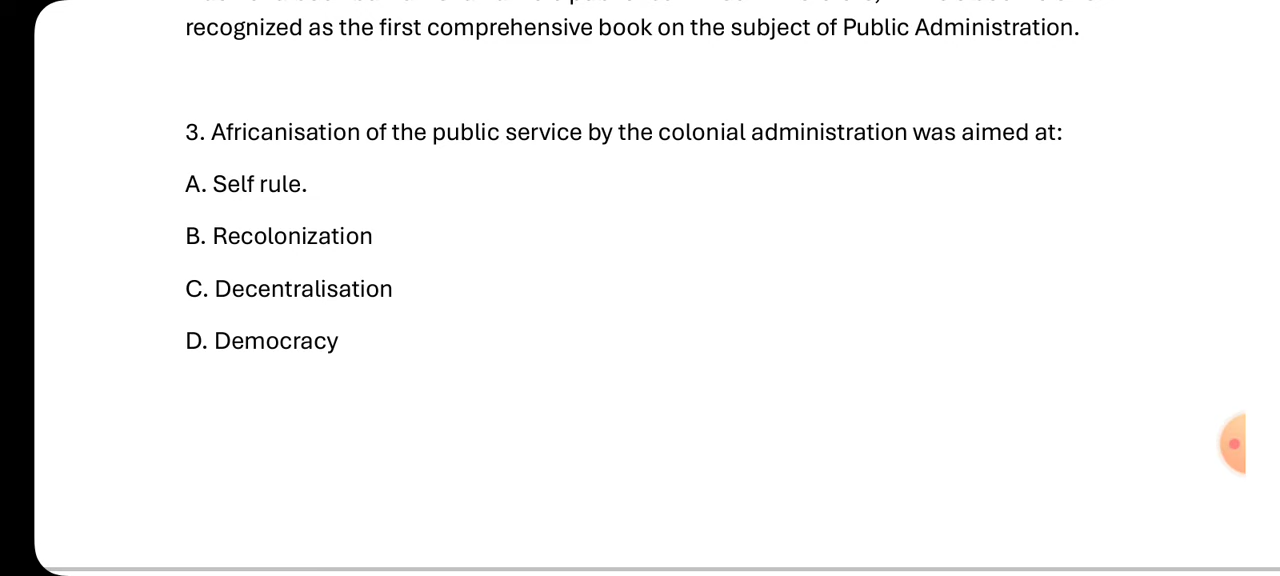 recognized as the first comprehensive book on the subject of Public Administration.
3. Africanisation of the public service by the colonial administration was aimed at:
A. Self rule.
B. Recolonization
C. Decentralisation
D. Democracy